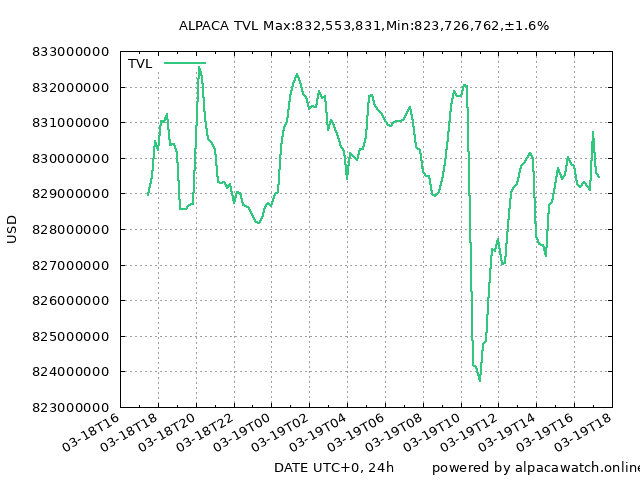 ALPACA TVL Max:832,553,831,Min:823,726,762,±1.6%
833000000
832000000
831000000
830000000
829000000
828000000
827000000
826000000
825000000
824000000
823000000
TVL
USD
03-18T16
03-18T18
03-18T20
03-18T22
03-19T00
03-19T02
03-19T04
03-19T06
03-19T08
03-19T10
03-19T12
03-19T14
03-19T16
03-19T18
DATE UTC+0, 24h
powered by alpacawatch.online